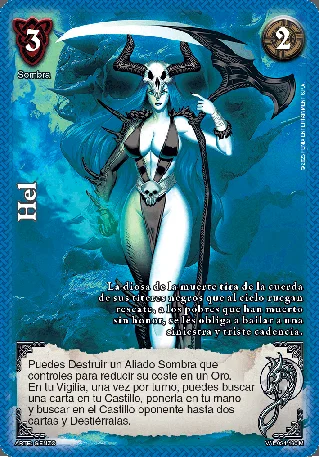 3
2
Sombra
Hel
La diosa de la muerte tira de la cuerda
de sus títeres negros que al cielo ruegan
rescate, a los pobres que han muerto
sin honor, se les obliga a bailar a una
siniestra y triste cadencia.
Puedes Destruir un Aliado Sombra que
controles para reducir su coste en un Oro.
En tu Vigilia, una vez por turno, puedes buscar
una carta en tu Castillo, ponerla en tu mano
y buscar en el Castillo oponente hasta dos
cartas y Destiérralas.